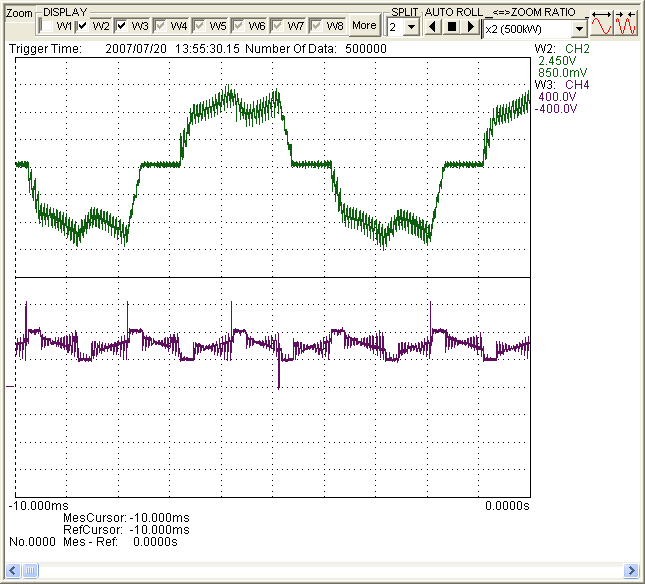 Zoom DISPLAY SPLIT AUTO ROLL <=>ZOOM RATIO
W1 W2 W3 W4 W5 W6 W7 W8 More 2 x2 (500kW)
Trigger Time: 2007/07/20 13:55:30.15 Number Of Data: 500000
W2: CH2
2.450V
850.0mV
W3: CH4
400.0V
-400.0V
-10.000ms 0.0000s
MesCursor: -10.000ms
RefCursor: -10.000ms
No.0000 Mes - Ref: 0.0000s